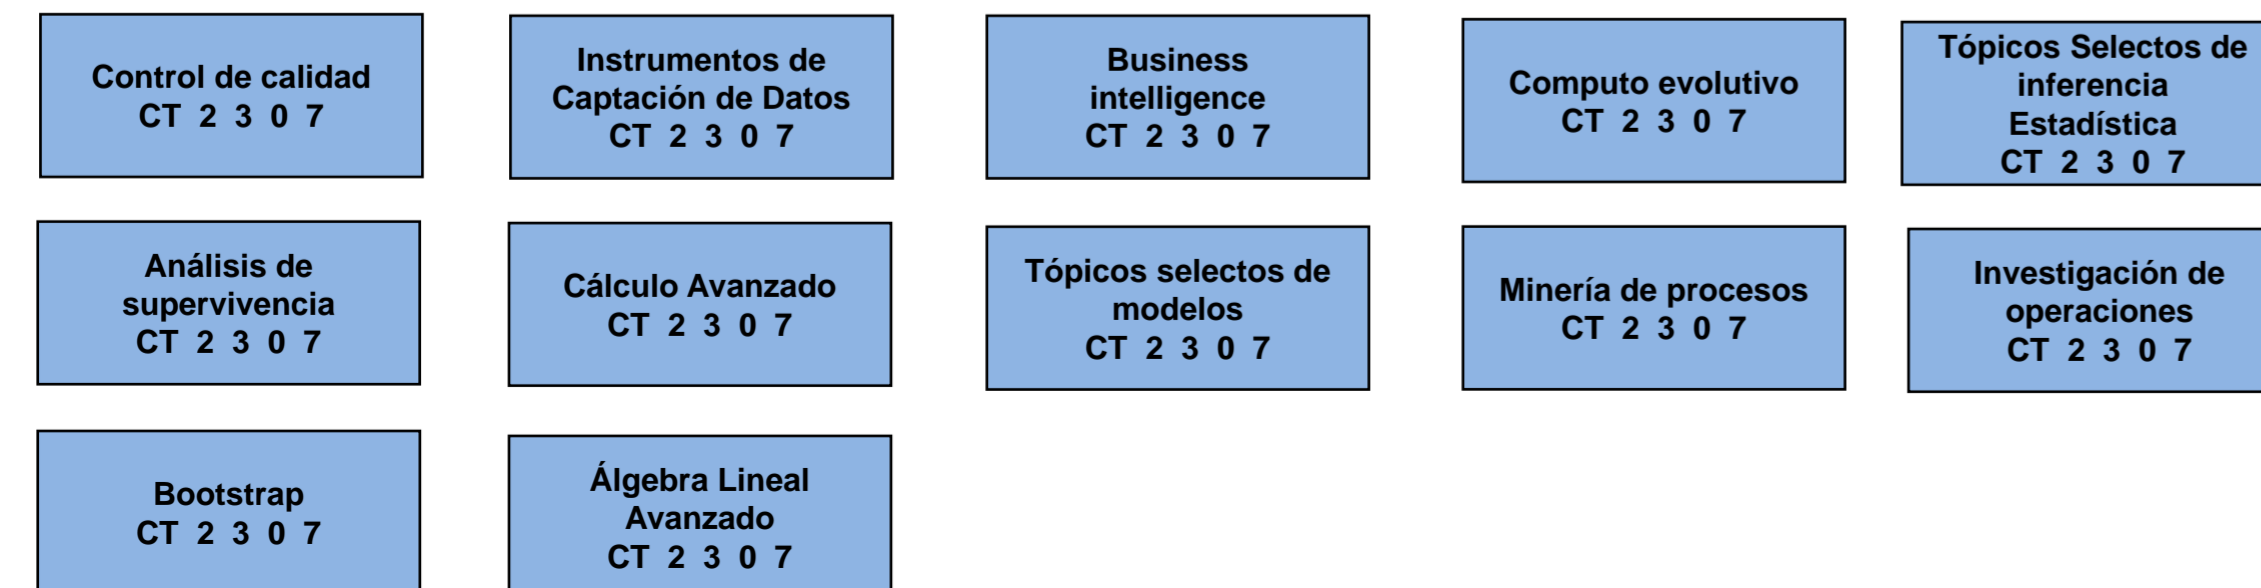 Control de calidad
CT 2 3 0 7
Instrumentos de
Captación de Datos
CT 2 3 0 7
Business
intelligence
CT 2 3 0 7
Computo evolutivo
CT 2 3 0 7
Tópicos Selectos de
inferencia
Estadística
CT 2 3 0 7
Análisis de
supervivencia
CT 2 3 0 7
Cálculo Avanzado
CT 2 3 0 7
Tópicos selectos de
modelos
CT 2 3 0 7
Minería de procesos
CT 2 3 0 7
Investigación de
operaciones
CT 2 3 0 7
Bootstrap
CT 2 3 0 7
Álgebra Lineal
Avanzado
CT 2 3 0 7